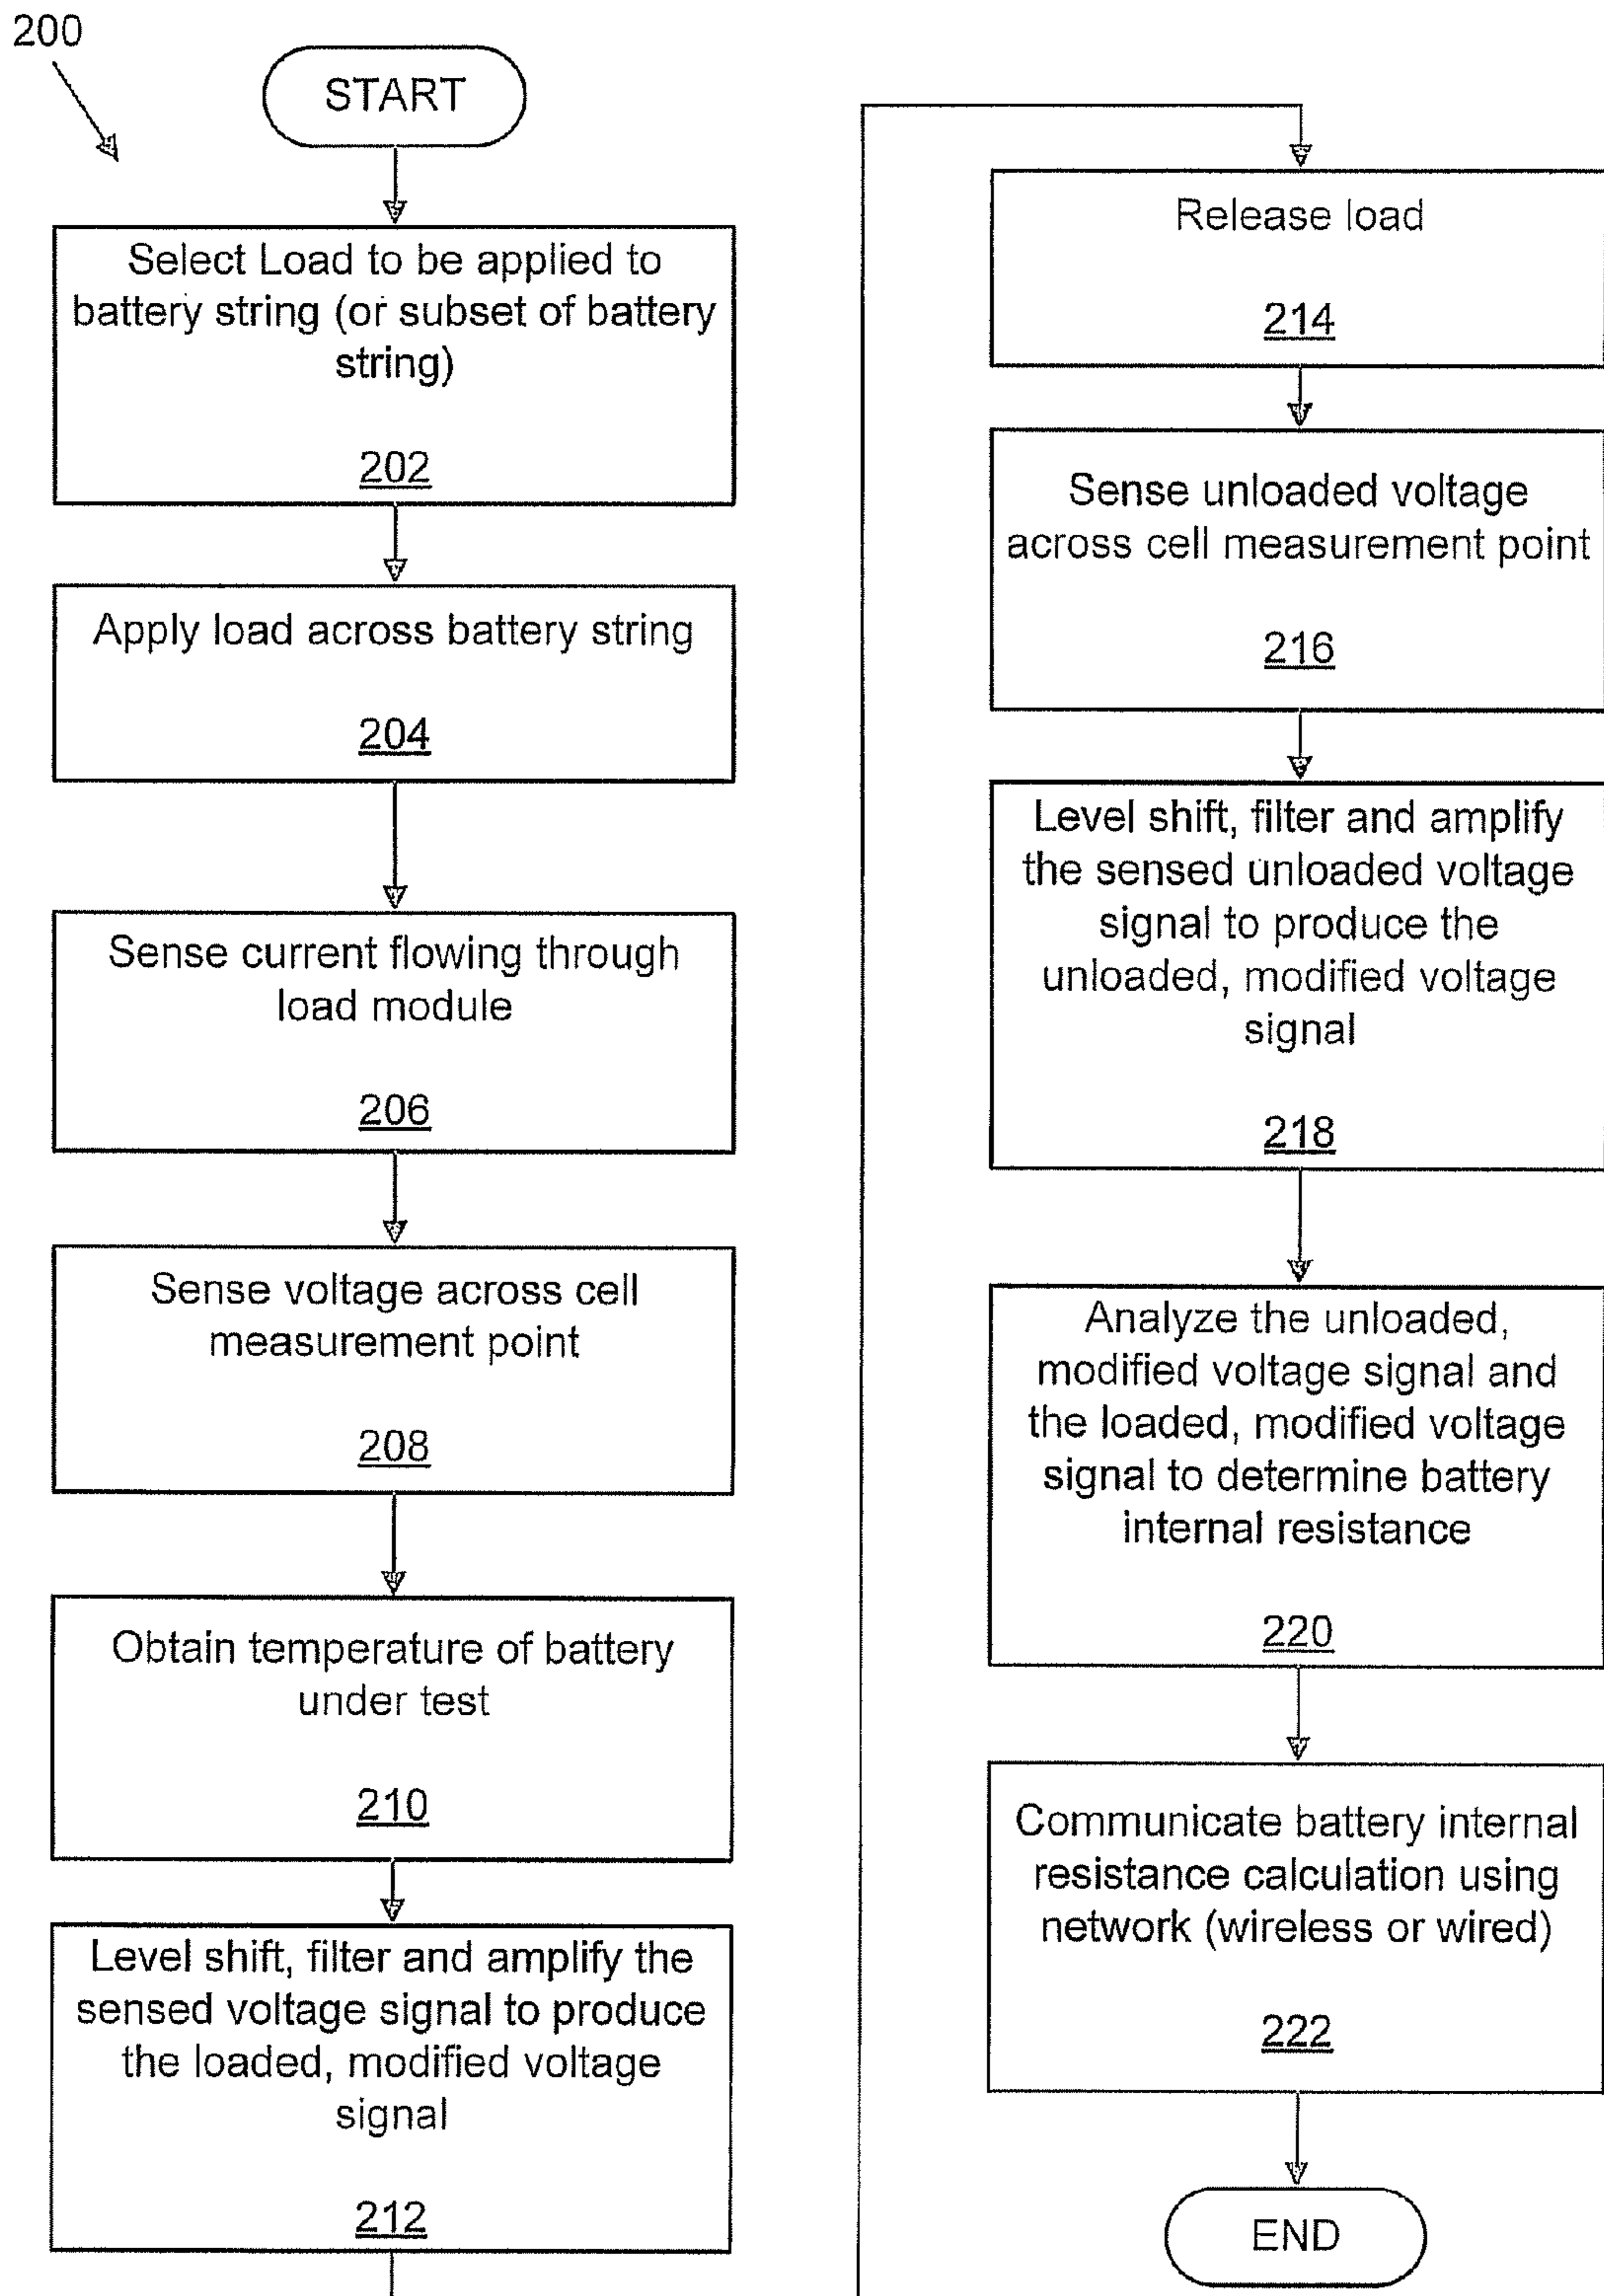 200
START
Select Load to be applied to
battery string (or subset of battery
string)
202
Apply load across battery string
204
Sense current flowing through
load module
206
Sense voltage across cell
measurement point
208
Obtain temperature of battery
under test
210
Level shift, filter and amplify the
sensed voltage signal to produce
the loaded, modified voltage
signal
212
Release load
214
Sense unloaded voltage
across cell measurement point
216
Level shift, filter and amplify
the sensed unloaded voltage
signal to produce the
unloaded, modified voltage
signal
218
Analyze the unloaded,
modified voltage signal and
the loaded, modified voltage
signal to determine battery
internal resistance
220
Communicate battery internal
resistance calculation using
network (wireless or wired)
222
END